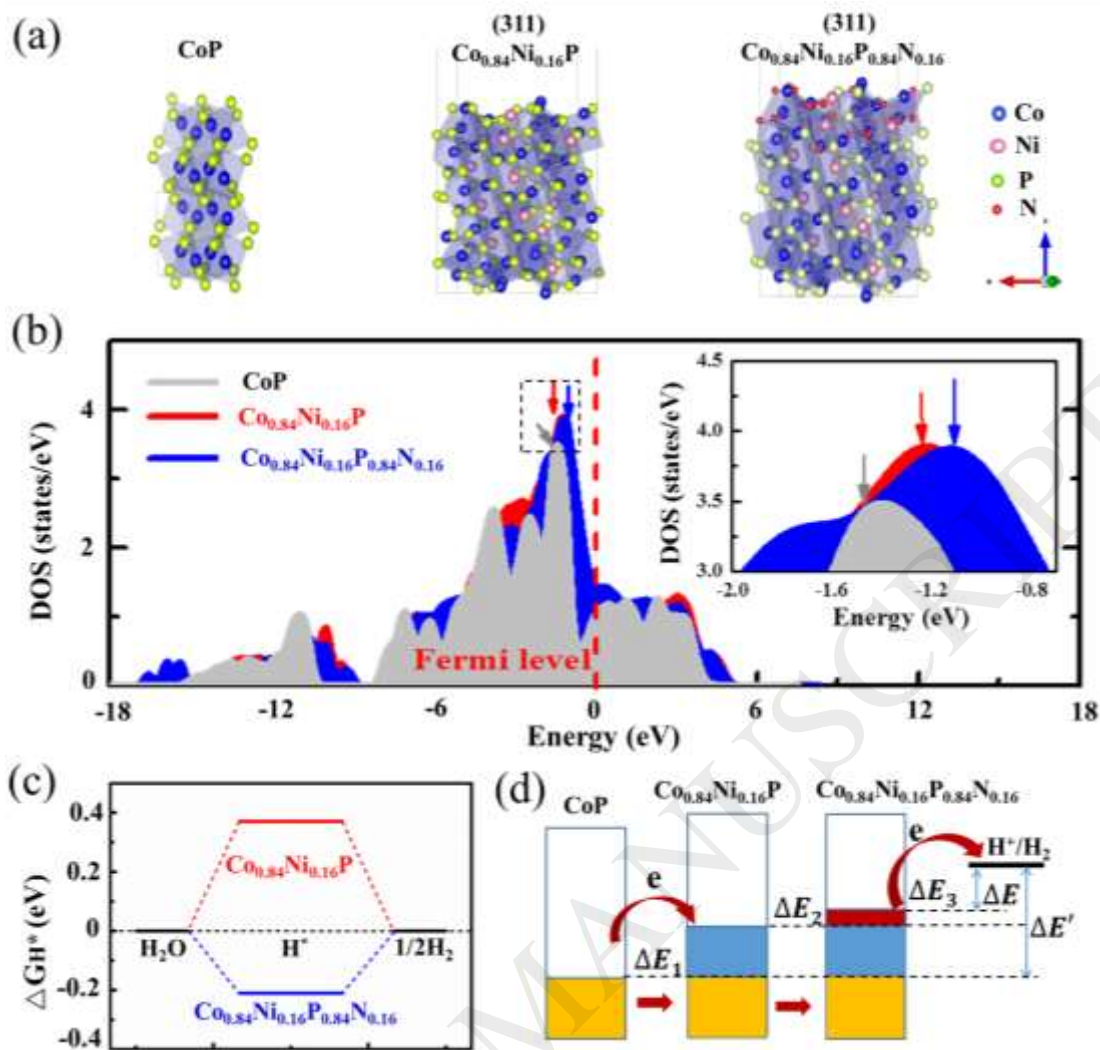 (a)
CoP
(311)
Co0.84Ni0.16P
(311)
Co0.84Ni0.16P0.84N0.16
Co
Ni
P
N
(b)
DOS (states/eV)
4
2
0
CoP
Co0.84Ni0.16P
Co0.84Ni0.16P0.84N0.16
Fermi level
-18
-12
-6
0
6
12
18
Energy (eV)
DOS (states/eV)
4.5
4.0
3.5
3.0
-2.0
-1.6
-1.2
-0.8
Energy (eV)
(c)
△GH* (eV)
0.4
0.2
0
-0.2
-0.4
Co0.84Ni0.16P
H2O
H*
1/2H2
Co0.84Ni0.16P0.84N0.16
(d)
CoP
Co0.84Ni0.16P
Co0.84Ni0.16P0.84N0.16
e
e
H+/H2
ΔE1
ΔE2
ΔE3
ΔE
ΔE′
MANUSCRIPT